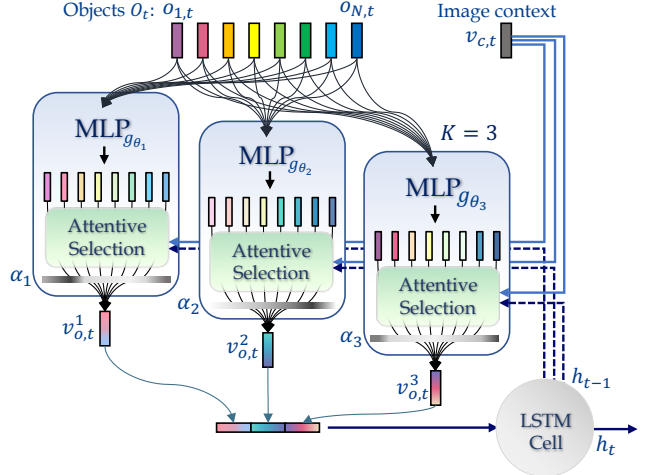 Objects O_t: o_{1,t} o_{N,t} Image context
v_{c,t}
MLP_{g_{θ_1}}
MLP_{g_{θ_2}}
K = 3
MLP_{g_{θ_3}}
Attentive
Selection
Attentive
Selection
Attentive
Selection
α_1
α_2
α_3
v^1_{o,t}
v^2_{o,t}
v^3_{o,t}
h_{t−1}
LSTM
Cell
h_t